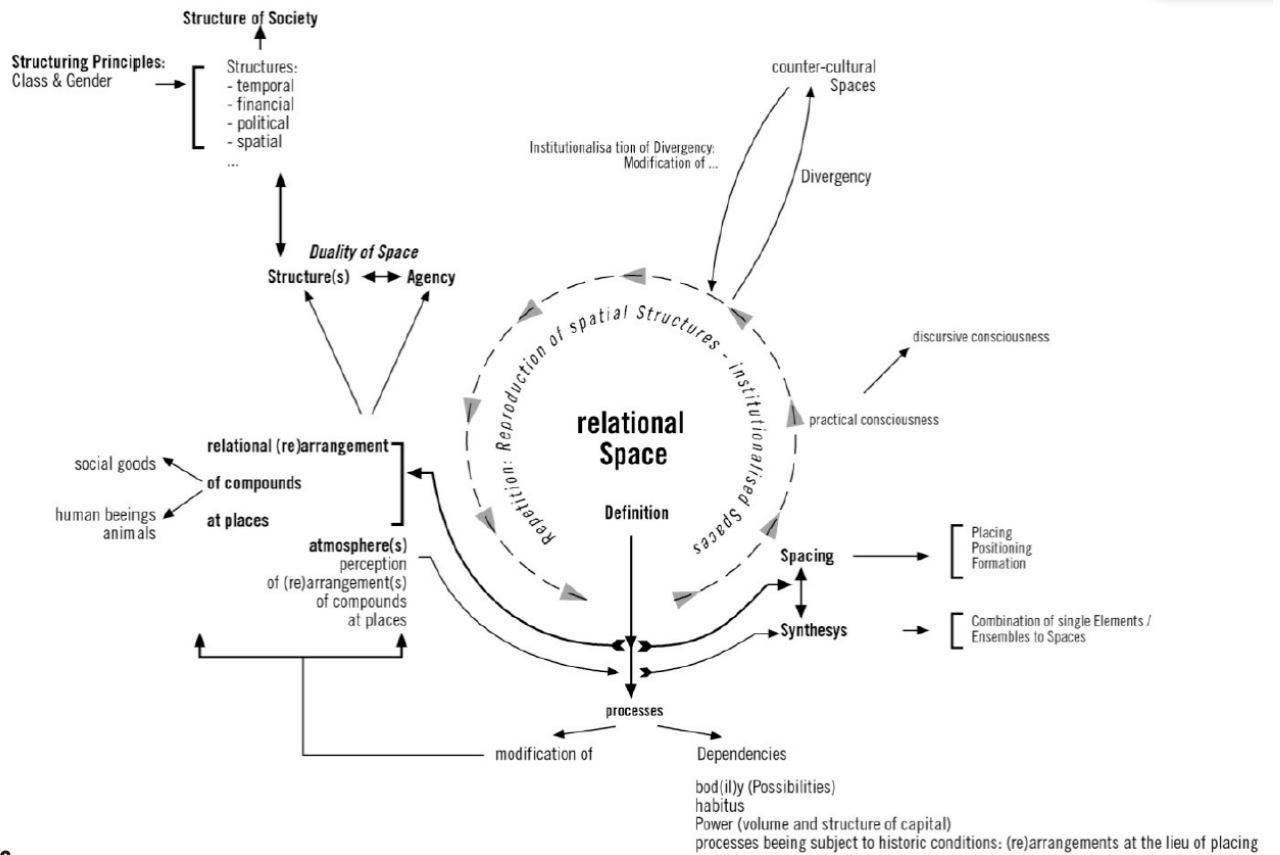 Structure of Society
Structuring Principles:
Class & Gender
Structures:
- temporal
- financial
- political
- spatial
...
counter-cultural
Spaces
Institutionalisa tion of Divergency:
Modification of ...
Divergency
Duality of Space
Structure(s)
Agency
Repetition: Reproduction of spatial Structures - institutionalised Spaces
discursive consciousness
practical consciousness
relational
Space
Definition
relational (re)arrangement
of compounds
at places
social goods
human beeings
animals
atmosphere(s)
perception
of (re)arrangement(s)
of compounds
at places
Spacing
Placing
Positioning
Formation
Synthesys
Combination of single Elements /
Ensembles to Spaces
processes
modification of
Dependencies
bod(il)y (Possibilities)
habitus
Power (volume and structure of capital)
processes beeing subject to historic conditions: (re)arrangements at the lieu of placing